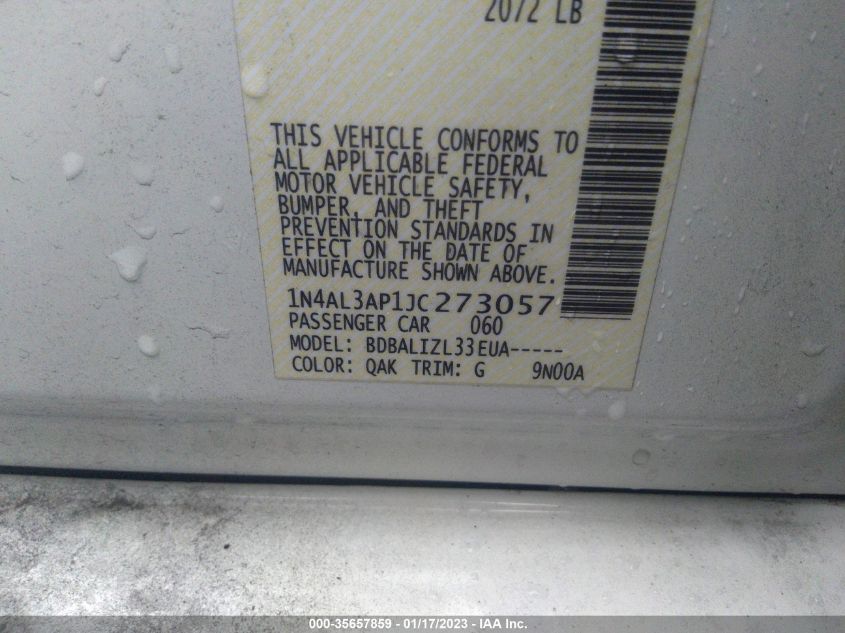 2072 LB
THIS VEHICLE CONFORMS TO
ALL APPLICABLE FEDERAL
MOTOR VEHICLE SAFETY,
BUMPER, AND THEFT
PREVENTION STANDARDS IN
EFFECT ON THE DATE OF
MANUFACTURE SHOWN ABOVE.
1N4AL3AP1JC273057
PASSENGER CAR 060
MODEL: BDBALIZL33EUA-----
COLOR: QAK TRIM: G 9N00A
000-35657859 - 01/17/2023 - IAA Inc.